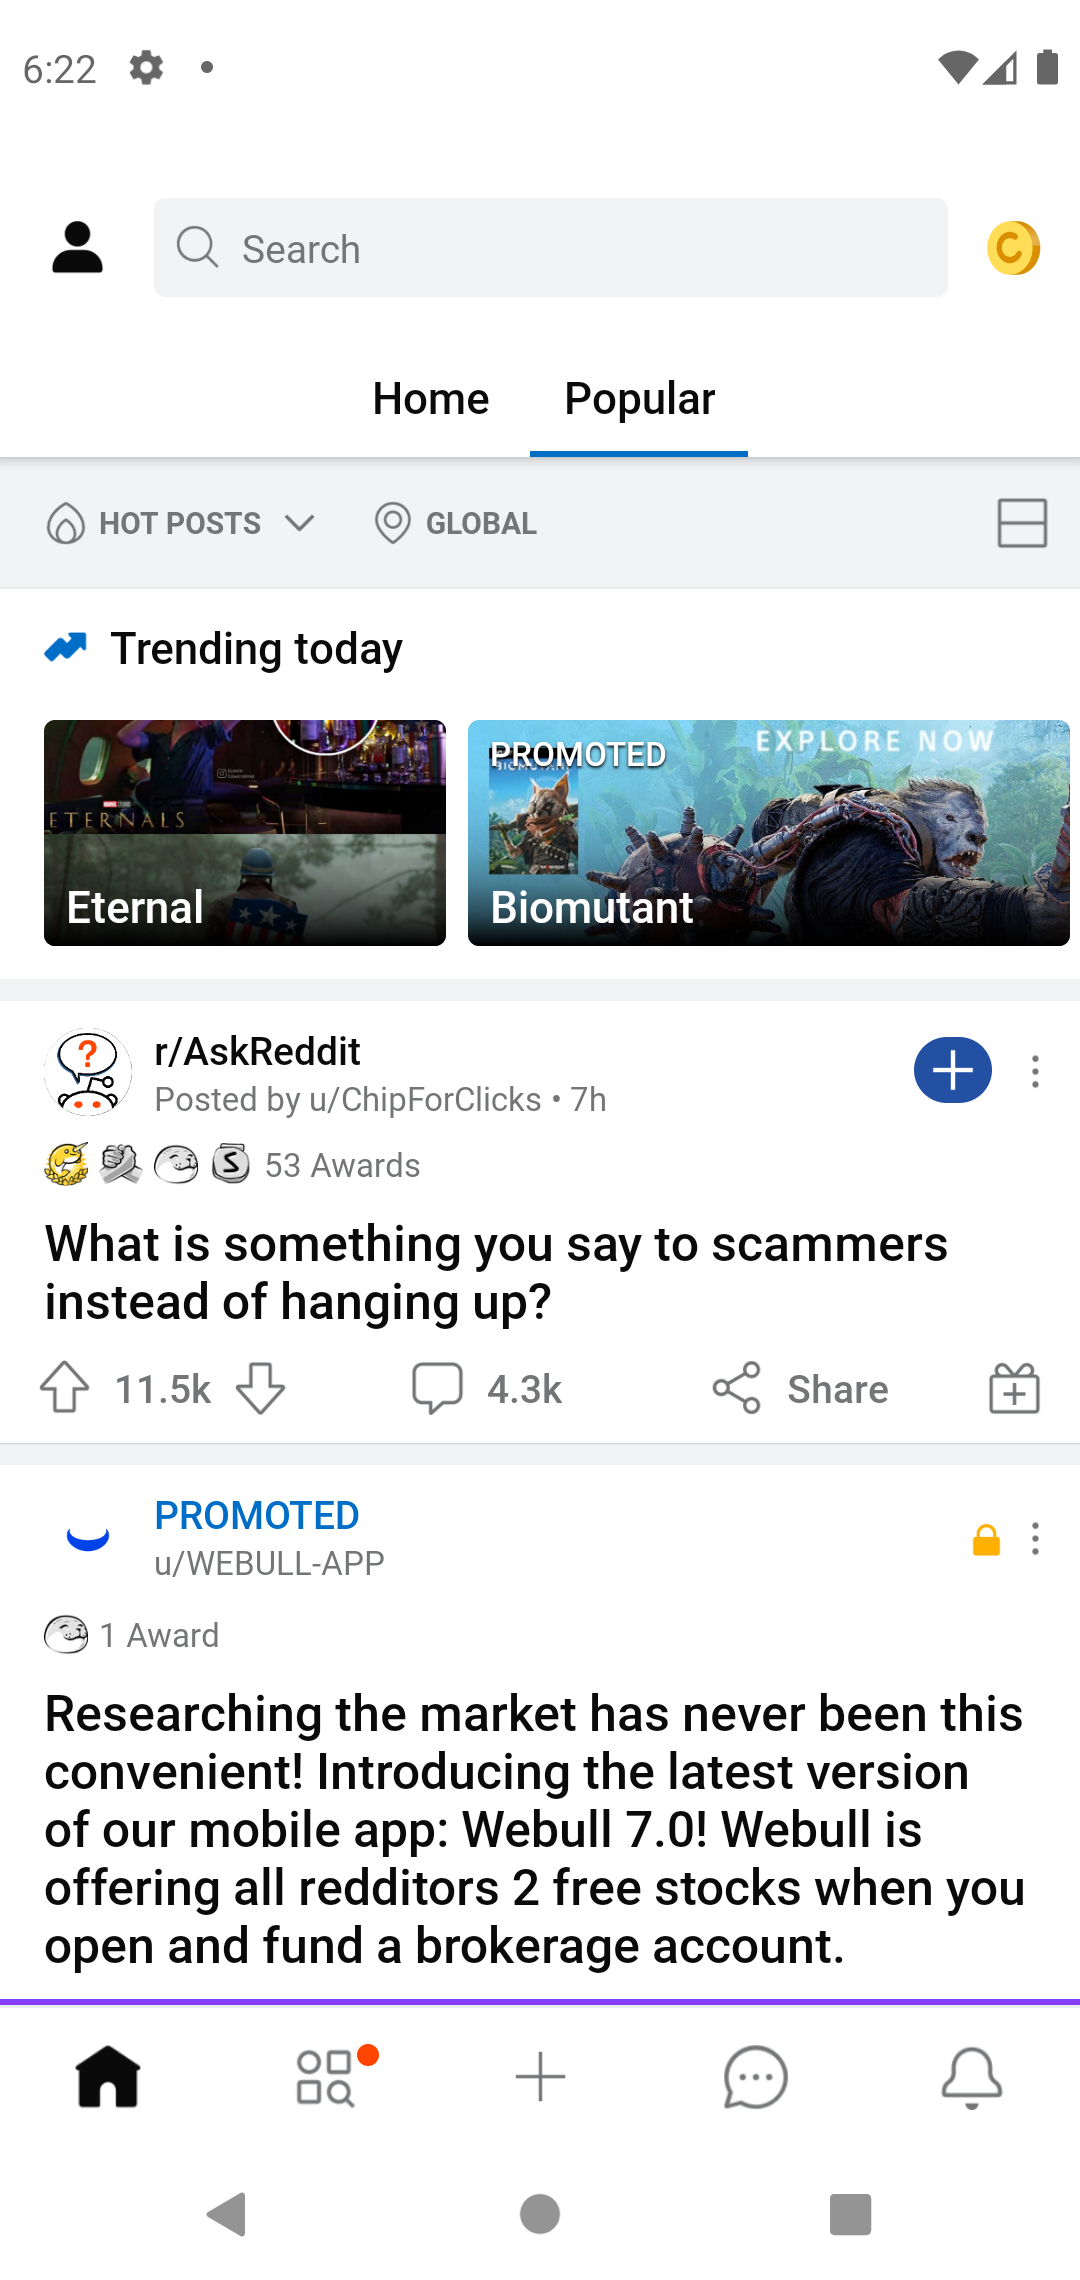 6:22
Search
Home Popular
HOT POSTS GLOBAL
Trending today
ETERNALS
Eternal
PROMOTED
EXPLORE NOW
Biomutant
r/AskReddit
Posted by u/ChipForClicks • 7h
53 Awards
What is something you say to scammers
instead of hanging up?
11.5k 4.3k Share
PROMOTED
u/WEBULL-APP
1 Award
Researching the market has never been this
convenient! Introducing the latest version
of our mobile app: Webull 7.0! Webull is
offering all redditors 2 free stocks when you
open and fund a brokerage account.